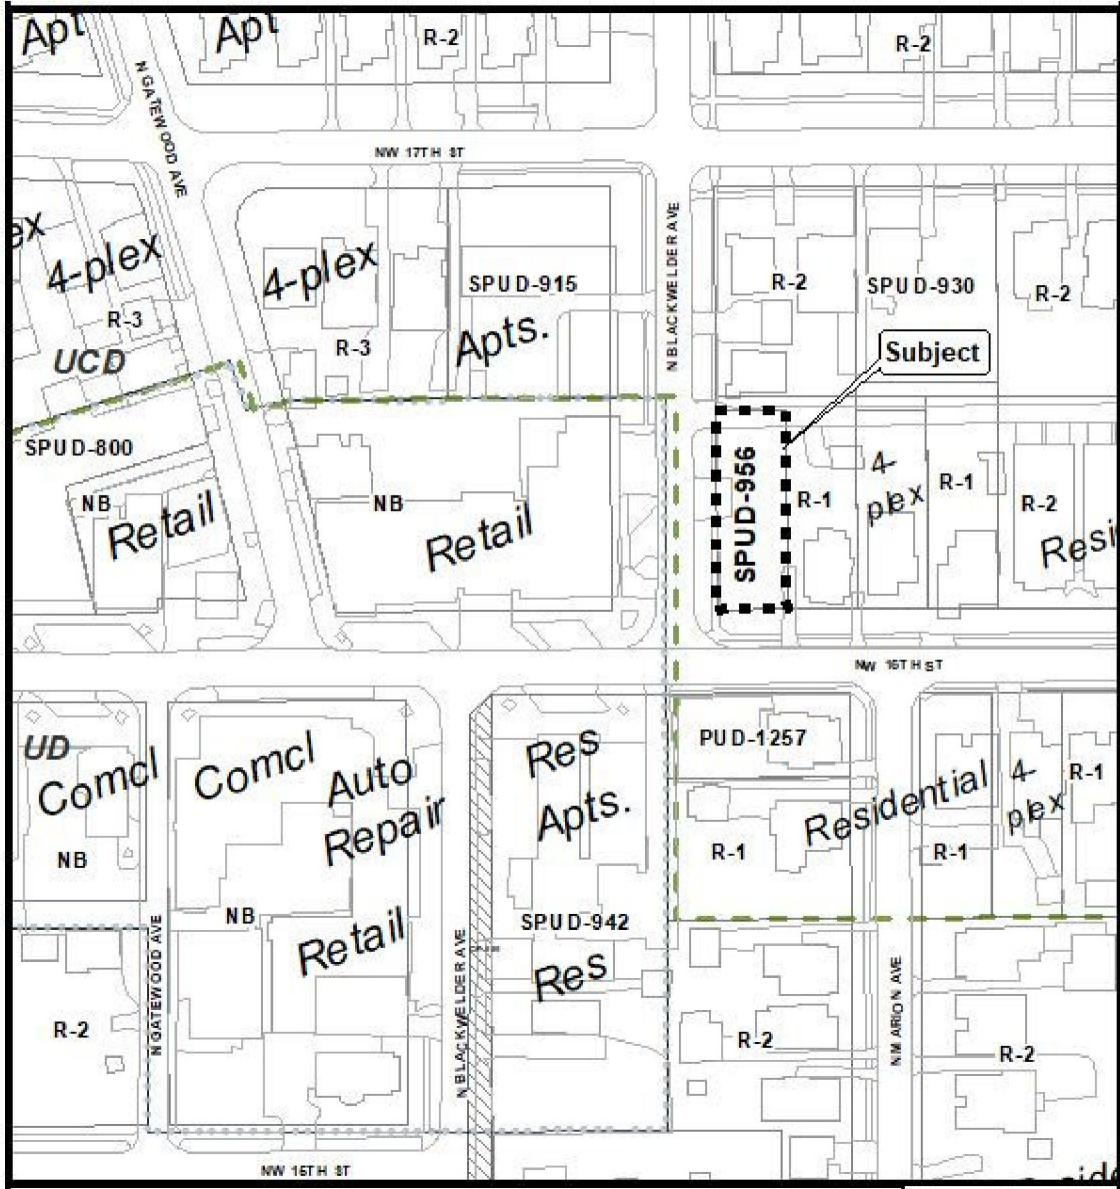 Apt
Apt
R-2
R-2
N GATEWOOD AVE
NW 17TH ST
ex
4-plex
4-plex
SPUD-915
R-2
SPUD-930
R-2
R-3
R-3
Apts.
N BLACKWELDER AVE
Subject
UCD
SPUD-800
NB
Retail
NB
Retail
SPUD-956
R-1
4-
plex
R-1
R-2
Resi
NW 16TH ST
UD
Comcl
Comcl
Auto
Repair
Res
Apts.
PUD-1257
Residential
4-
plex
R-1
NB
R-1
R-1
NB
Retail
SPUD-942
Res
N GATEWOOD AVE
N BLACKWELDER AVE
N MARION AVE
R-2
R-2
R-2
NW 15TH ST